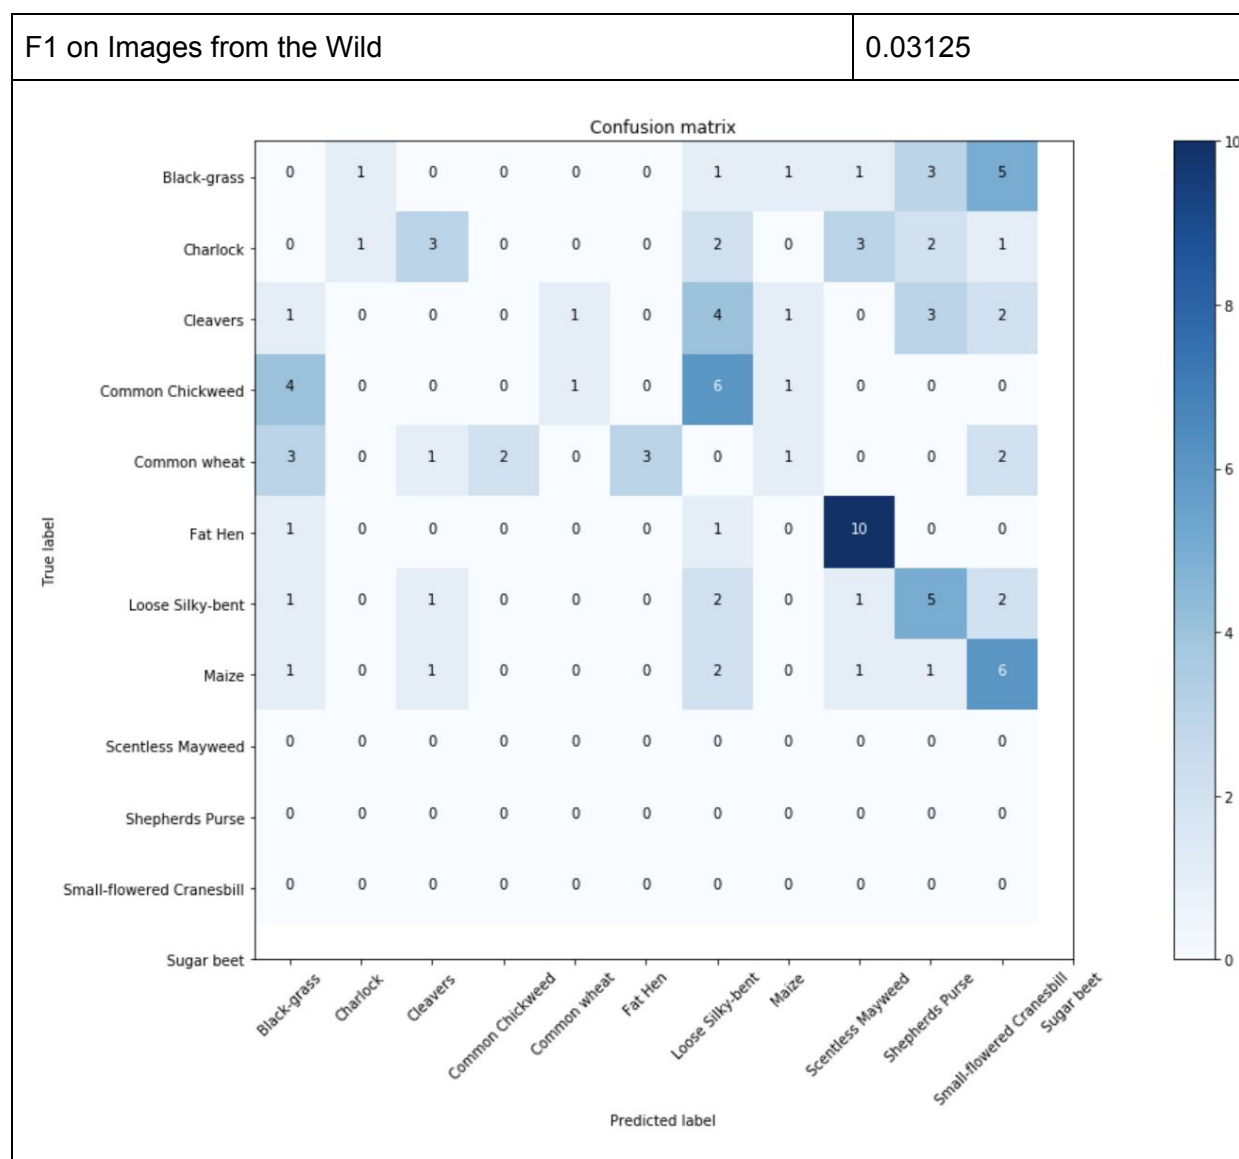 F1 on Images from the Wild 0.03125
Confusion matrix
Black-grass 0 1 0 0 0 0 1 1 1 3 5
Charlock 0 1 3 0 0 0 2 0 3 2 1
Cleavers 1 0 0 0 1 0 4 1 0 3 2
Common Chickweed 4 0 0 0 1 0 6 1 0 0 0
Common wheat 3 0 1 2 0 3 0 1 0 0 2
Fat Hen 1 0 0 0 0 0 1 0 10 0 0
Loose Silky-bent 1 0 1 0 0 0 2 0 1 5 2
Maize 1 0 1 0 0 0 2 0 1 1 6
Scentless Mayweed 0 0 0 0 0 0 0 0 0 0 0
Shepherds Purse 0 0 0 0 0 0 0 0 0 0 0
Small-flowered Cranesbill 0 0 0 0 0 0 0 0 0 0 0
Sugar beet
True label
Black-grass
Charlock
Cleavers
Common Chickweed
Common wheat
Fat Hen
Loose Silky-bent
Maize
Scentless Mayweed
Shepherds Purse
Small-flowered Cranesbill
Sugar beet
Predicted label
10
8
6
4
2
0